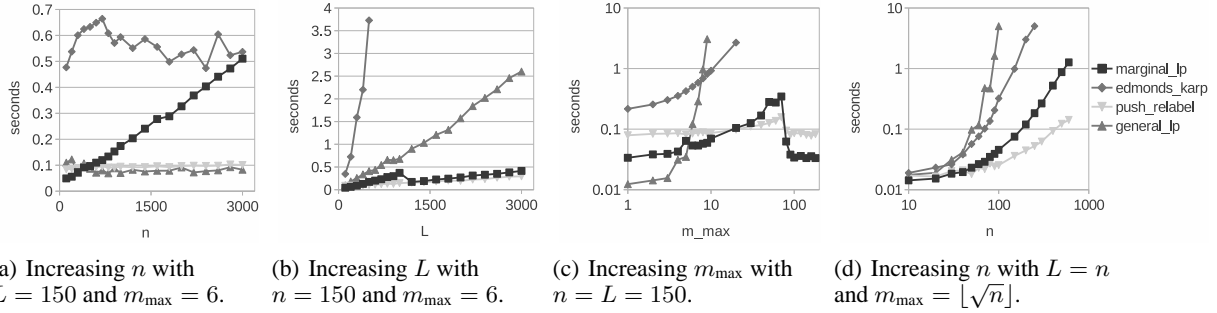 0.7
0.6
0.5
0.4
0.3
0.2
0.1
0
seconds
0
1500
3000
n
4
3.5
3
2.5
2
1.5
1
0.5
0
seconds
0
1500
3000
L
1
0.1
0.01
seconds
1
10
100
m_max
10
1
0.1
0.01
seconds
10
100
1000
n
marginal_lp
edmonds_karp
push_relabel
general_lp
a) Increasing n with
L = 150 and m_max = 6.
(b) Increasing L with
n = 150 and m_max = 6.
(c) Increasing m_max with
n = L = 150.
(d) Increasing n with L = n
and m_max = ⌊√n⌋.